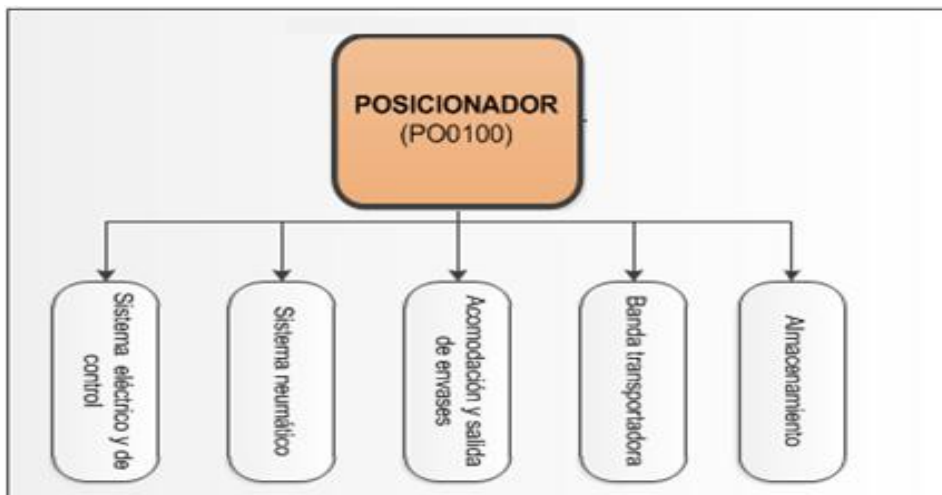 POSICIONADOR
(PO0100)
Sistema eléctrico y de
control
Sistema neumático
Acomodación y salida
de envases
Banda transportadora
Almacenamiento